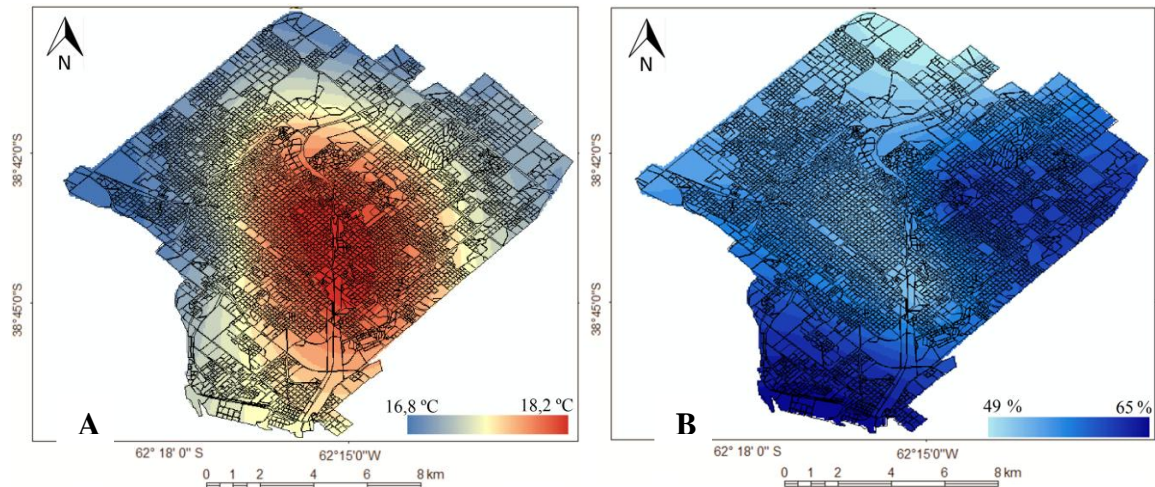 N
38°42'0"S
38°45'0"S
A
16,8 ºC
18,2 ºC
62° 18' 0" S
62°15'0"W
0 1 2 4 6 8 km
N
38°42'0"S
38°45'0"S
B
49 %
65 %
62° 18' 0" S
62°15'0"W
0 1 2 4 6 8 km